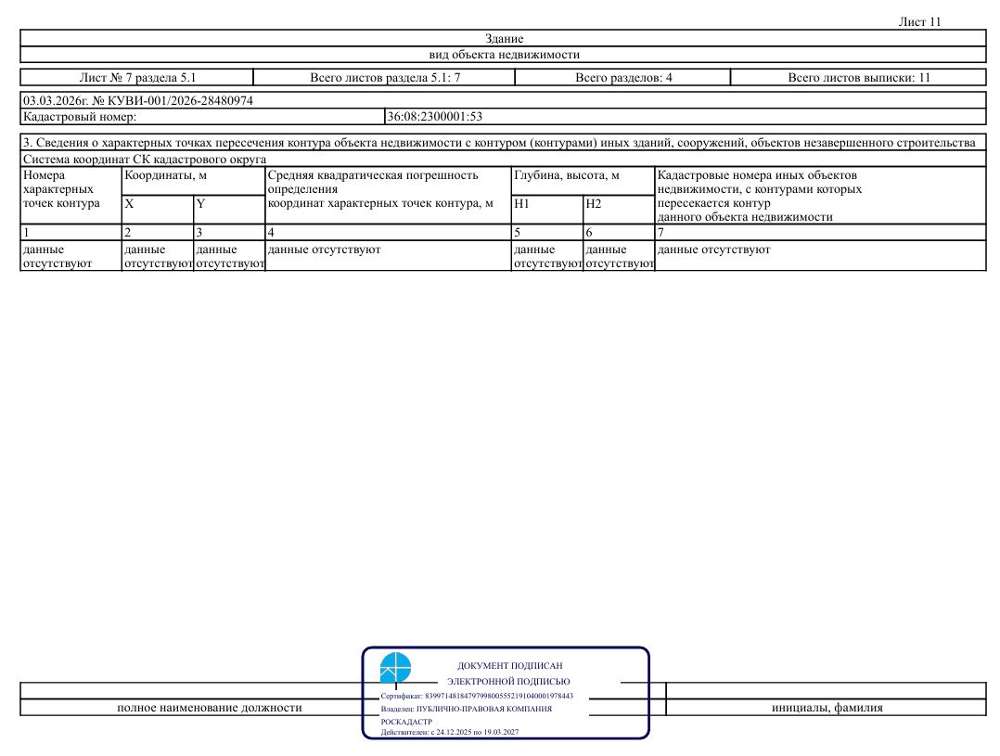 Лист 11
Здание
вид объекта недвижимости
Лист № 7 раздела 5.1
Всего листов раздела 5.1: 7
Всего разделов: 4
Всего листов выписки: 11
03.03.2026г. № КУВИ-001/2026-28480974
Кадастровый номер:
36:08:2300001:53
3. Сведения о характерных точках пересечения контура объекта недвижимости с контуром (контурами) иных зданий, сооружений, объектов незавершенного строительства
Система координат СК кадастрового округа
Номера
характерных
точек контура
Координаты, м
X
Y
Средняя квадратическая погрешность
определения
координат характерных точек контура, м
Глубина, высота, м
H1
H2
Кадастровые номера иных объектов
недвижимости, с контурами которых
пересекается контур
данного объекта недвижимости
1
2
3
4
5
6
7
данные
отсутствуют
данные
отсутствуют
данные
отсутствуют
данные отсутствуют
данные
отсутствуют
данные
отсутствуют
данные отсутствуют
ДОКУМЕНТ ПОДПИСАН
ЭЛЕКТРОННОЙ ПОДПИСЬЮ
Сертификат: 83997148184797998005552191040001978443
Владелец: ПУБЛИЧНО-ПРАВОВАЯ КОМПАНИЯ
РОСКАДАСТР
Действителен: с 24.12.2025 по 19.03.2027
полное наименование должности
инициалы, фамилия